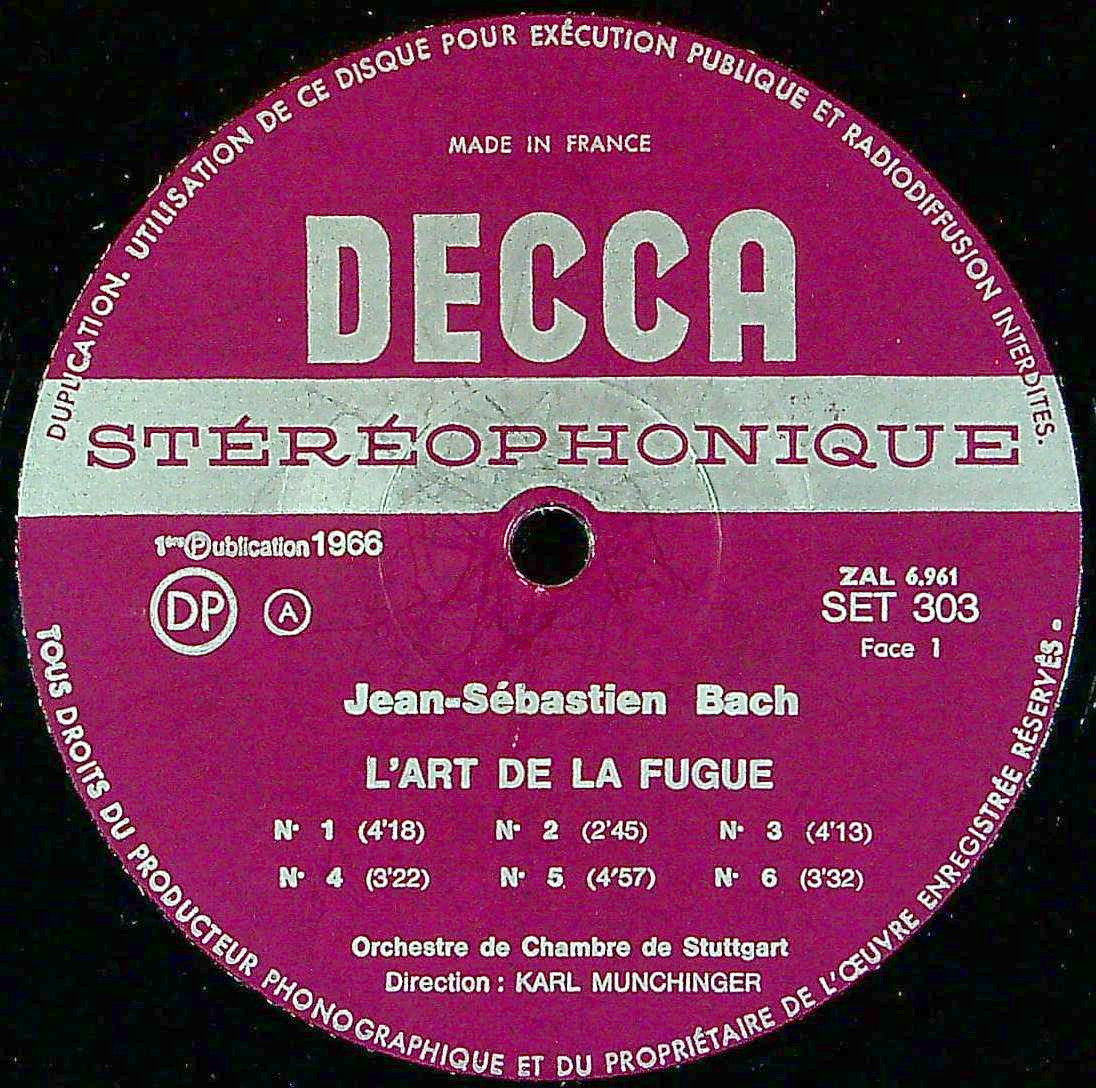 DUPLICATION. UTILISATION DE CE DISQUE POUR EXÉCUTION PUBLIQUE ET RADIODIFFUSION INTERDITES.
MADE IN FRANCE
DECCA
STÉRÉOPHONIQUE
1ère Ⓟublication 1966
ZAL 6.961
DP A
SET 303
Face 1
Jean-Sébastien Bach
L'ART DE LA FUGUE
N• 1 (4'18) N• 2 (2'45) N• 3 (4'13)
N• 4 (3'22) N• 5 (4'57) N• 6 (3'32)
Orchestre de Chambre de Stuttgart
Direction : KARL MUNCHINGER
TOUS DROITS DU PRODUCTEUR PHONOGRAPHIQUE ET DU PROPRIÉTAIRE DE L'ŒUVRE ENREGISTRÉE RÉSERVÉS -